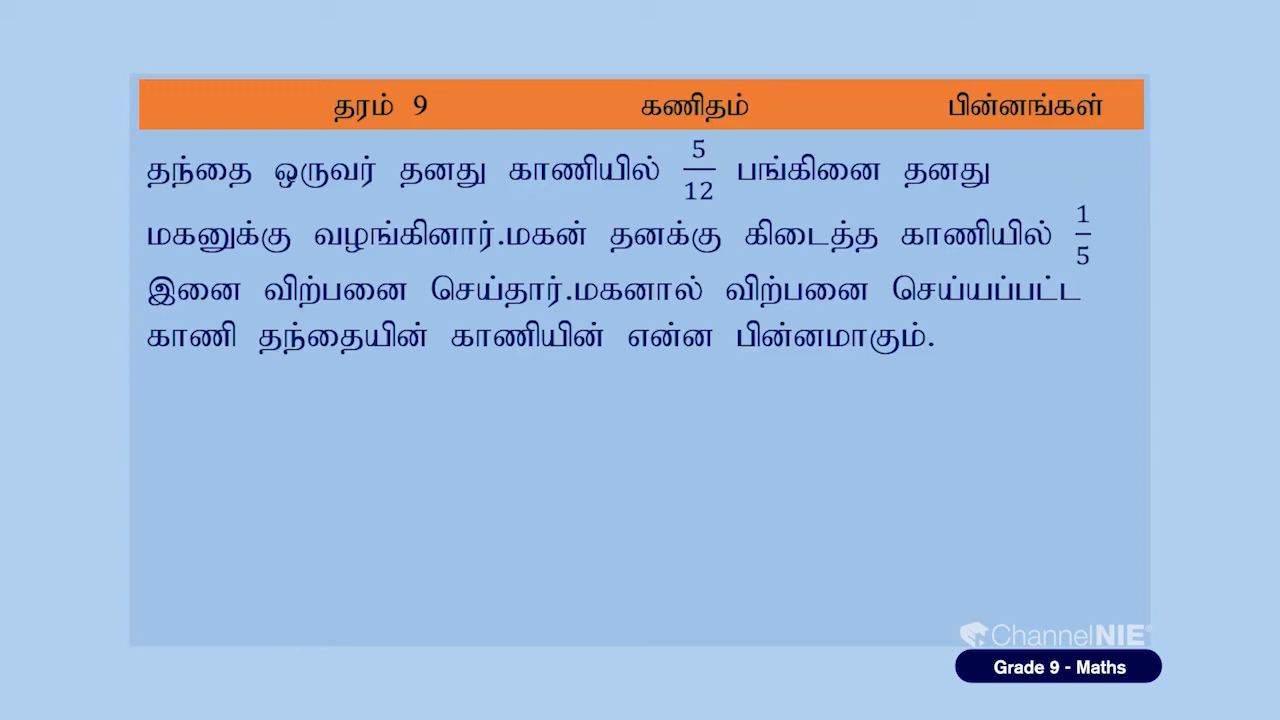 தரம் 9 கணிதம் பின்னங்கள்
தந்தை ஒருவர் தனது காணியில் 5/12 பங்கினை தனது
மகனுக்கு வழங்கினார்.மகன் தனக்கு கிடைத்த காணியில் 1/5
இனை விற்பனை செய்தார்.மகனால் விற்பனை செய்யப்பட்ட
காணி தந்தையின் காணியின் என்ன பின்னமாகும்.
ChannelNIE
Grade 9 - Maths